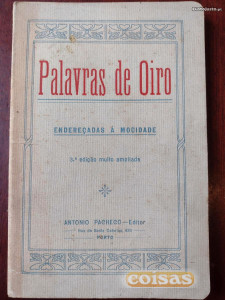 Palavras de Oiro
ENDEREÇADAS À MOCIDADE
5.ª edição muito ampliada
ANTONIO PACHECO—Editor
PORTO
coisas